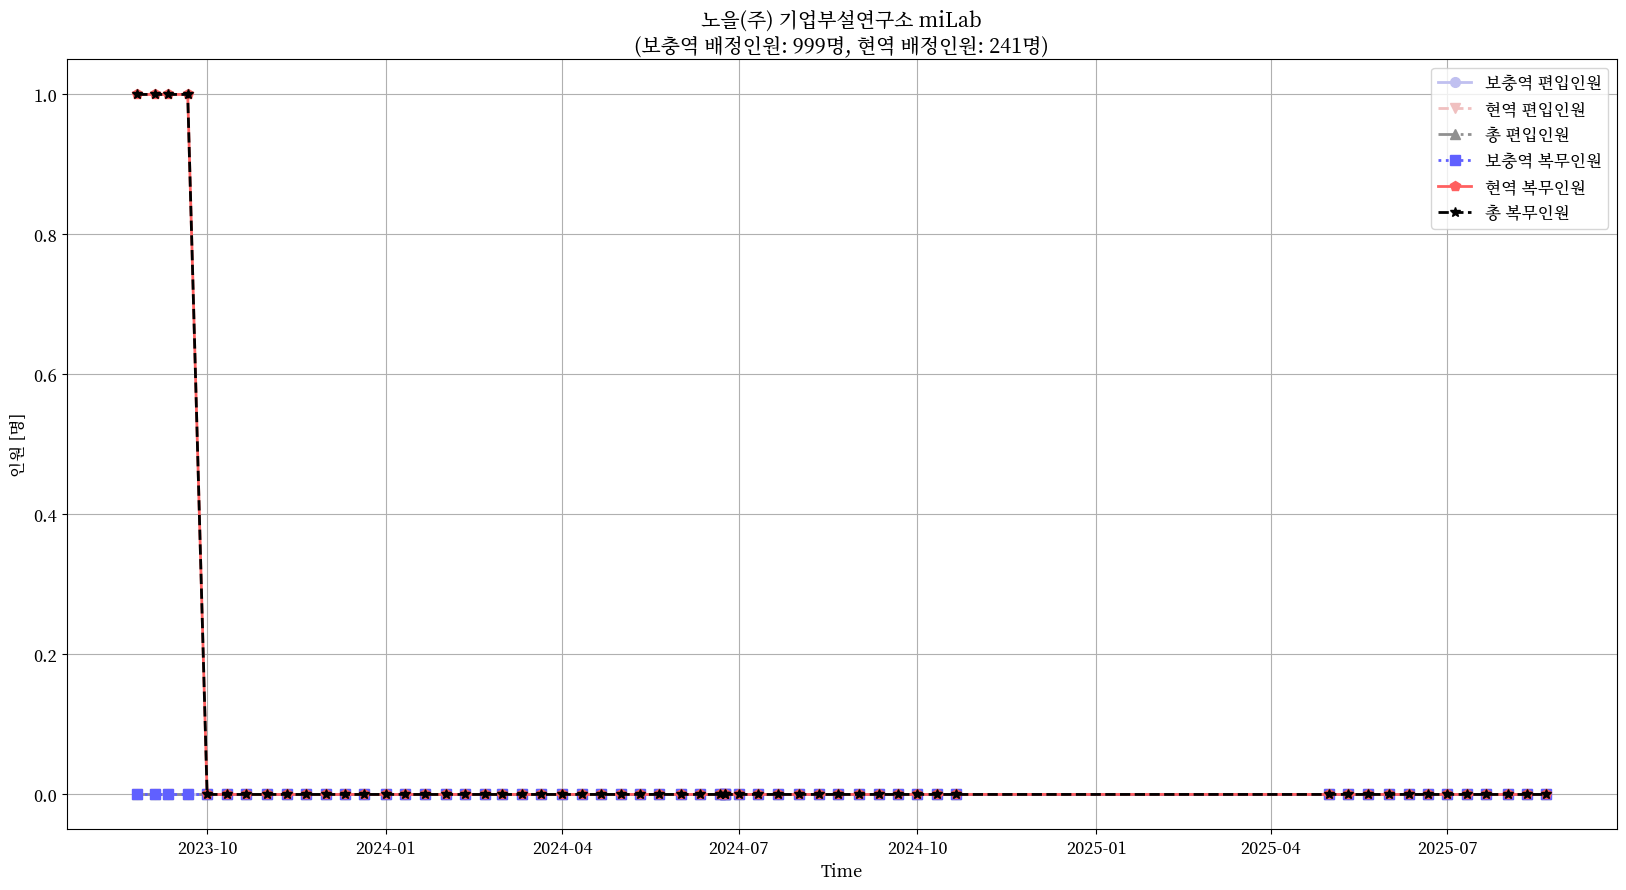 노을(주) 기업부설연구소 miLab
(보충역 배정인원: 999명, 현역 배정인원: 241명)
보충역 편입인원
현역 편입인원
총 편입인원
보충역 복무인원
현역 복무인원
총 복무인원
인원 [명]
1.0
0.8
0.6
0.4
0.2
0.0
2023-10
2024-01
2024-04
2024-07
2024-10
2025-01
2025-04
2025-07
Time